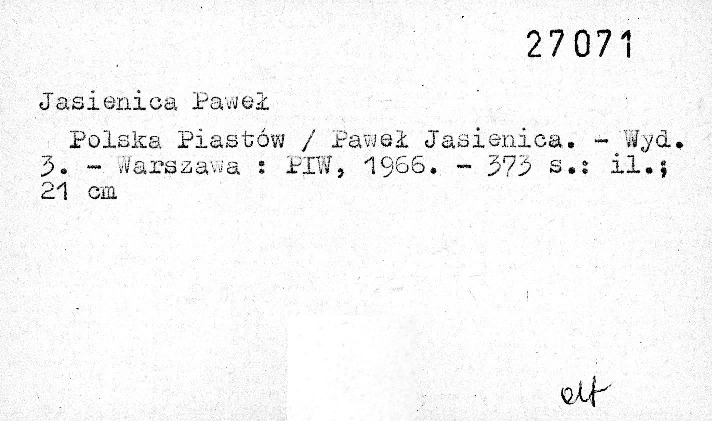 27071
Jasienica Paweł
Polska Piastów / Paweł Jasienica. - Wyd.
3. - Warszawa : PIW, 1966. - 373 s.: il.;
21 cm